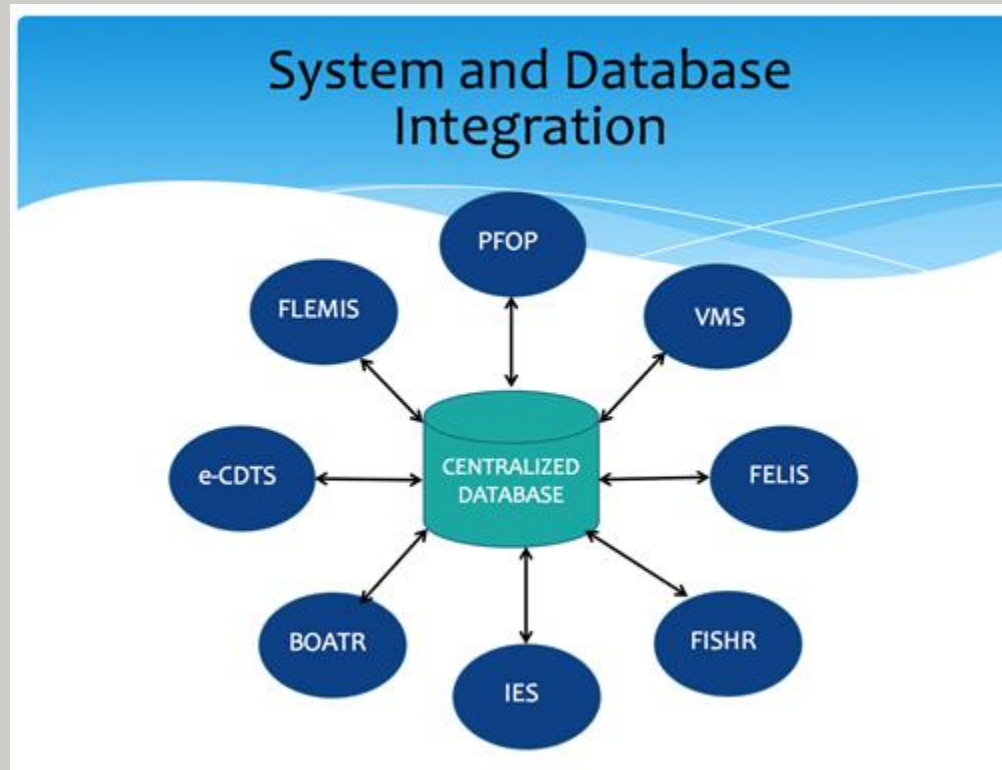 System and Database
Integration
PFOP
FLEMIS
VMS
e-CDTS
CENTRALIZED
DATABASE
FELIS
BOATR
FISHR
IES